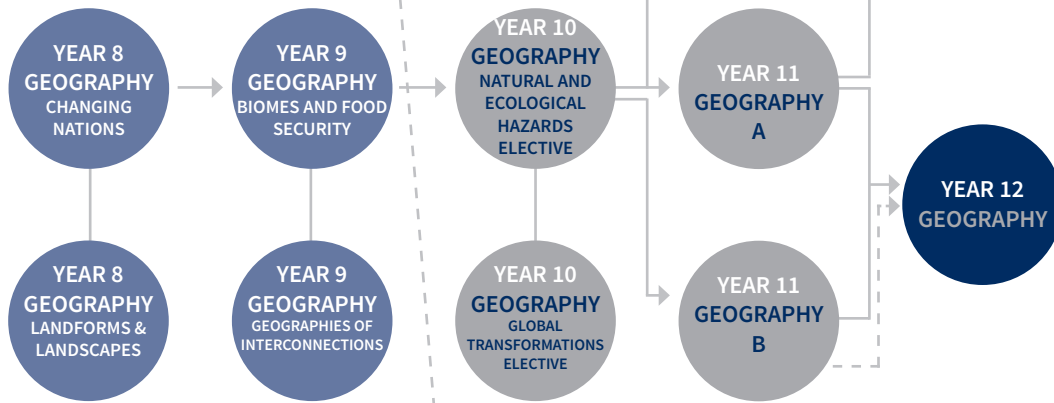 YEAR 8
GEOGRAPHY
CHANGING
NATIONS
YEAR 9
GEOGRAPHY
BIOMES AND FOOD
SECURITY
YEAR 10
GEOGRAPHY
NATURAL AND
ECOLOGICAL
HAZARDS
ELECTIVE
YEAR 11
GEOGRAPHY
A
YEAR 12
GEOGRAPHY
YEAR 8
GEOGRAPHY
LANDFORMS &
LANDSCAPES
YEAR 9
GEOGRAPHY
GEOGRAPHIES OF
INTERCONNECTIONS
YEAR 10
GEOGRAPHY
GLOBAL
TRANSFORMATIONS
ELECTIVE
YEAR 11
GEOGRAPHY
B